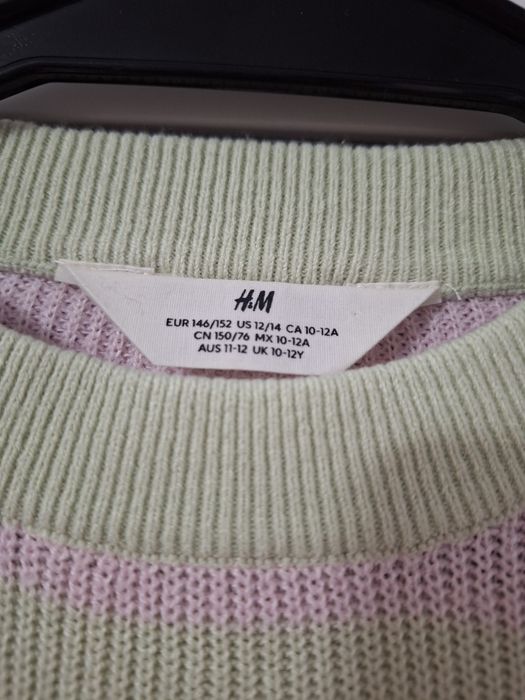 H&M
EUR 146/152 US 12/14 CA 10-12A
CN 150/76 MX 10-12A
AUS 11-12 UK 10-12Y